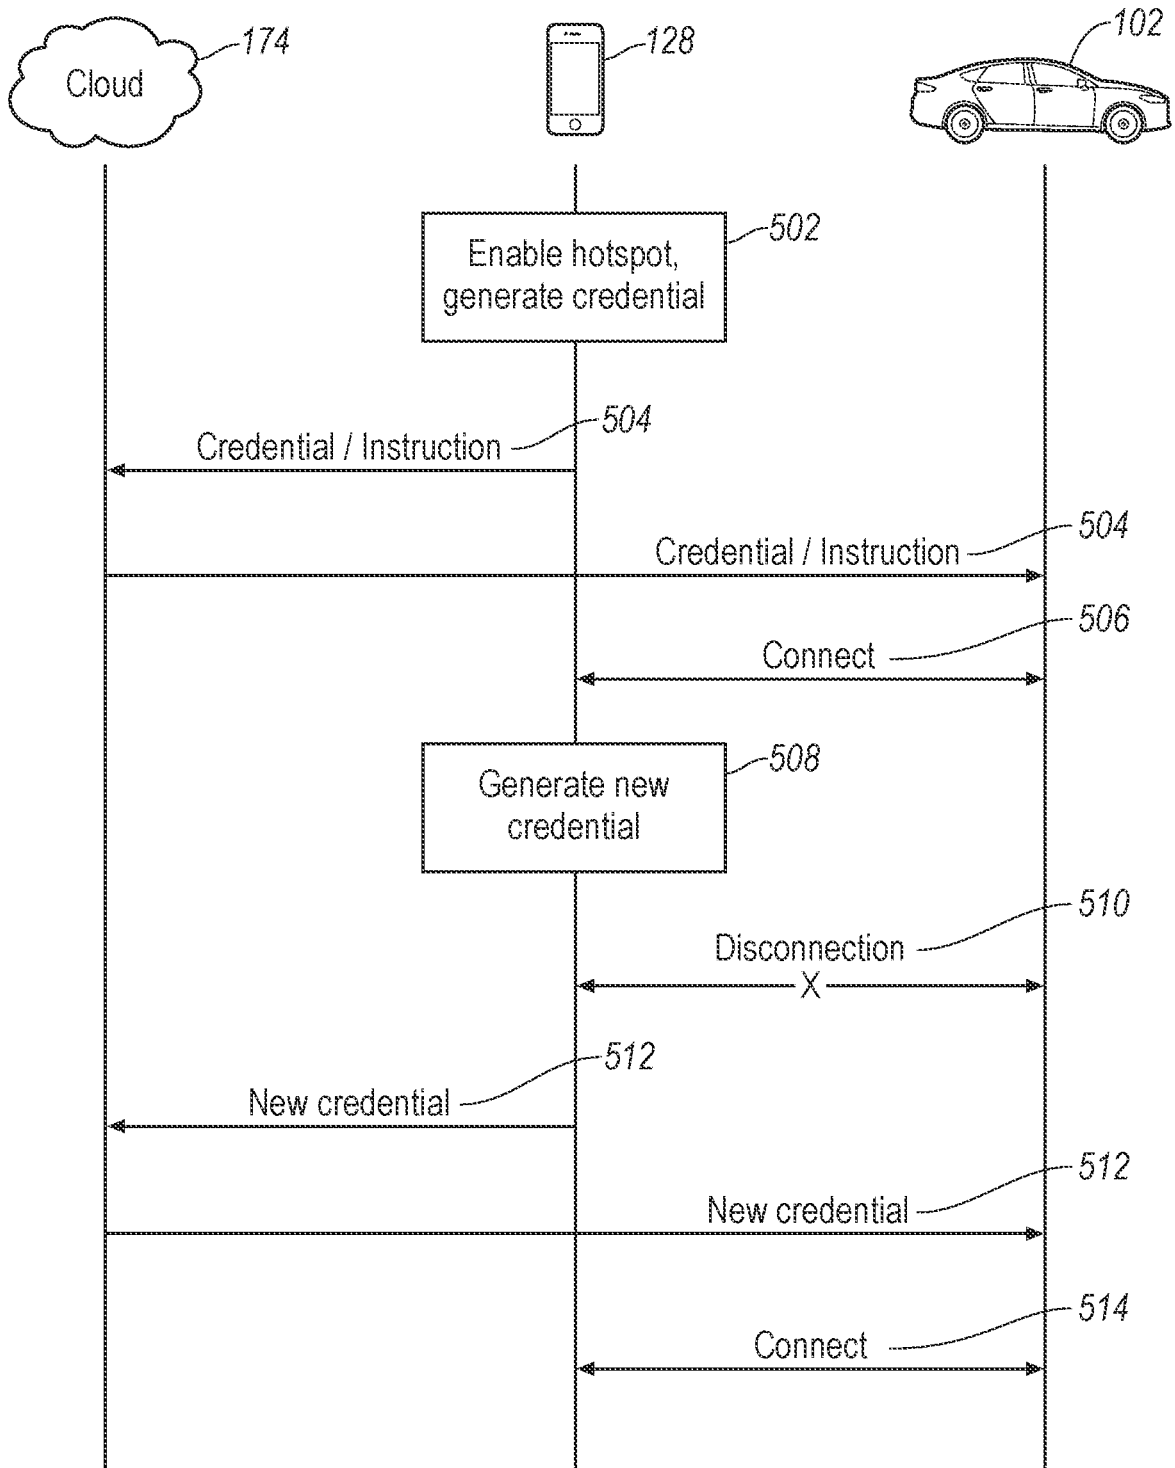 174
Cloud
128
102
502
Enable hotspot,
generate credential
504
Credential / Instruction
504
Credential / Instruction
506
Connect
508
Generate new
credential
510
Disconnection
X
512
New credential
512
New credential
514
Connect